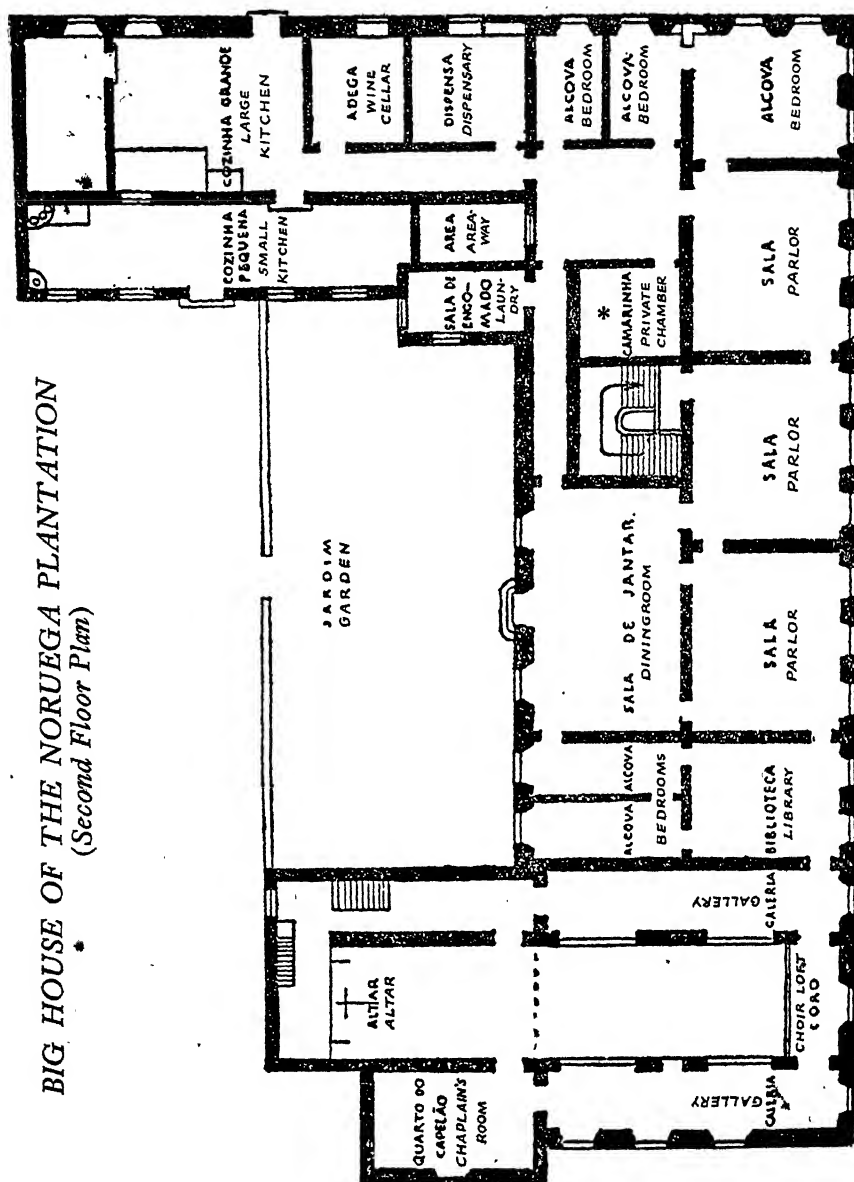 BIG HOUSE OF THE NORUEGA PLANTATION
(Second Floor Plan)
*
QUARTO DO
CAPELÃO
CHAPLAIN'S
ROOM
ALTAR
ALTAR
GALERIA
GALLERY
CHOIR LOFT
CORO
GALERIA
GALLERY
JARDIM
GARDEN
ALCOVA
ALCOVA
BEDROOMS
BIBLIOTECA
LIBRARY
SALA DE JANTAR.
DININGROOM
SALA
PARLOR
SALA
PARLOR
SALA
PARLOR
*
CAMARINHA
PRIVATE
CHAMBER
COZINHA
PEQUENA
SMALL
KITCHEN
AREA
AREA-
WAY
SALA DE
ENGO-
MADO
LAUN-
DRY
COZINHA GRANDE
LARGE
KITCHEN
ADEGA
WINE
CELLAR
DISPENSA
DISPENSARY
ALCOVA
BEDROOM
ALCOVA
BEDROOM
ALCOVA
BEDROOM